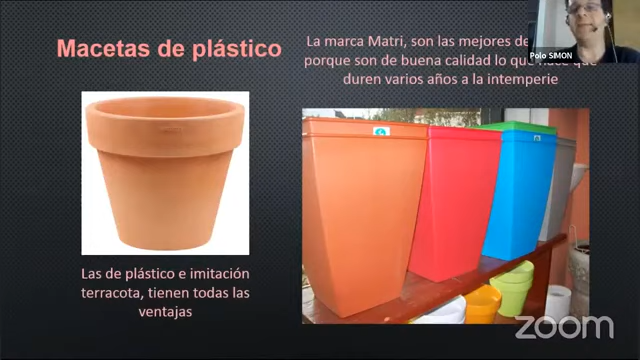 Macetas de plástico
La marca Matri, son las mejores de
porque son de buena calidad lo que hace que
duren varios años a la intemperie
Polo SIMON
Las de plástico e imitación
terracota, tienen todas las
ventajas
zoom